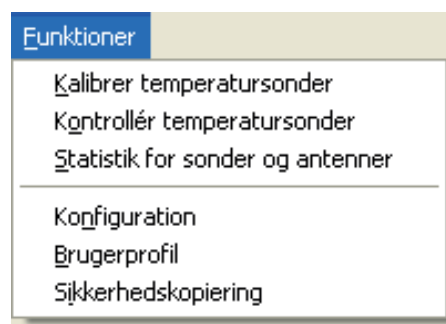 Funktioner
Kalibrer temperatursonder
Kontrollér temperatursonder
Statistik for sonder og antenner
Konfiguration
Brugerprofil
Sikkerhedskopiering